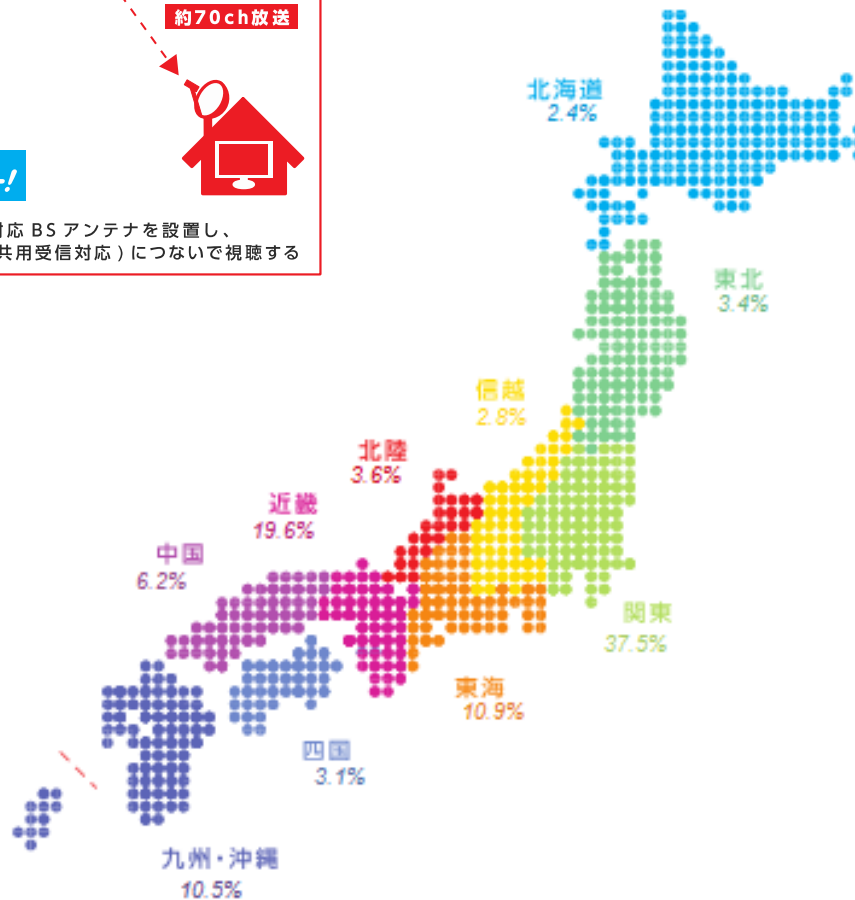 約70ch放送
!
対応BSアンテナを設置し、
共用受信対応)につないで視聴する
北海道
2.4%
東北
3.4%
信越
2.8%
北陸
3.6%
近畿
19.6%
中国
6.2%
関東
37.5%
東海
10.9%
四国
3.1%
九州・沖縄
10.5%